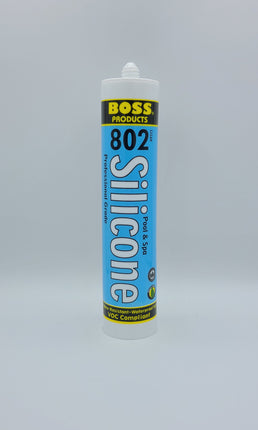 BOSS
PRODUCTS
802
Silicone
Pool & Spa
Professional Grade
VOC Compliant